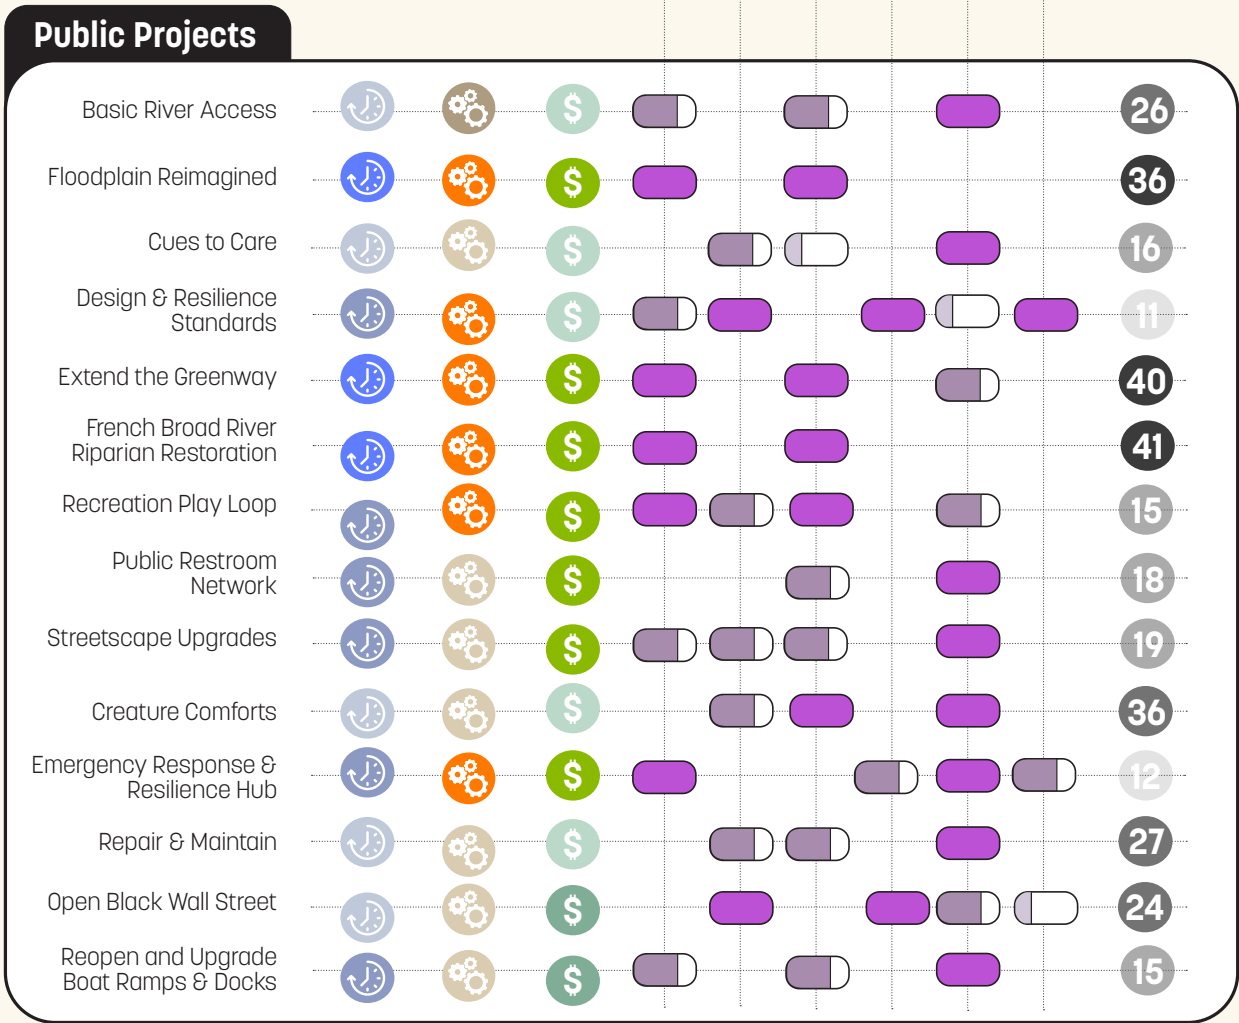 Public Projects
Basic River Access $ 26
Floodplain Reimagined $ 36
Cues to Care $ 16
Design & Resilience
Standards $ 11
Extend the Greenway $ 40
French Broad River
Riparian Restoration $ 41
Recreation Play Loop $ 15
Public Restroom
Network $ 18
Streetscape Upgrades $ 19
Creature Comforts $ 36
Emergency Response &
Resilience Hub $ 12
Repair & Maintain $ 27
Open Black Wall Street $ 24
Reopen and Upgrade
Boat Ramps & Docks $ 15